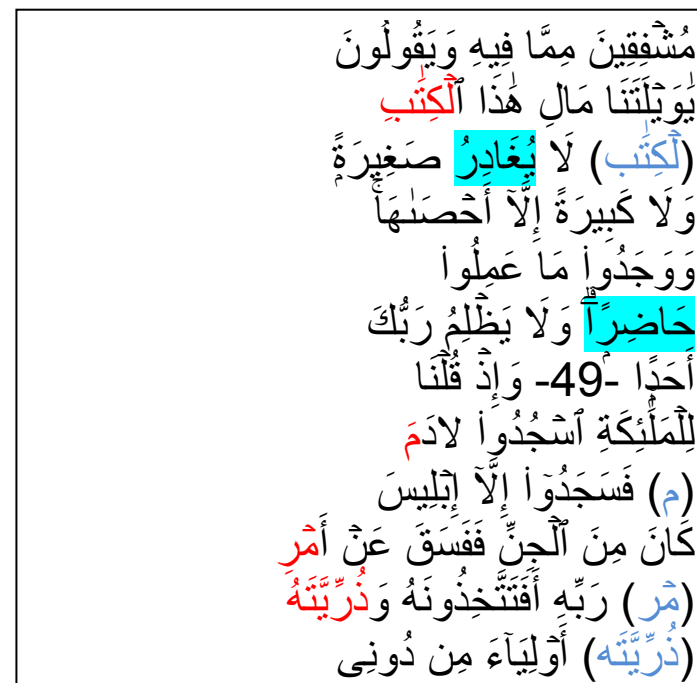 مُشۡفِقِينَ مِمَّا فِيهِ وَيَقُولُونَ
يَٰوَيۡلَتَنَا مَالِ هَٰذَا ٱلۡكِتَٰبِ
(لۡكِتَٰب) لَا يُغَادِرُ صَغِيرَةٗ
وَلَا كَبِيرَةً إِلَّآ أَحۡصَىٰهَاۚ
وَوَجَدُواْ مَا عَمِلُواْ
حَاضِرٗاۗ وَلَا يَظۡلِمُ رَبُّكَ
أَحَدٗا -49- وَإِذۡ قُلۡنَا
لِلۡمَلَٰٓئِكَةِ ٱسۡجُدُواْ لادَمَ
(م) فَسَجَدُوٓاْ إِلَّآ إِبۡلِيسَ
كَانَ مِنَ ٱلۡجِنِّ فَفَسَقَ عَنۡ أَمۡرِ
(مۡر) رَبِّهِ أَفَتَتَّخِذُونَهُ وَذُرِّيَّتَهُ
(ذُرِّيَّتَه) أَوۡلِيَآءَ مِن دُونِى